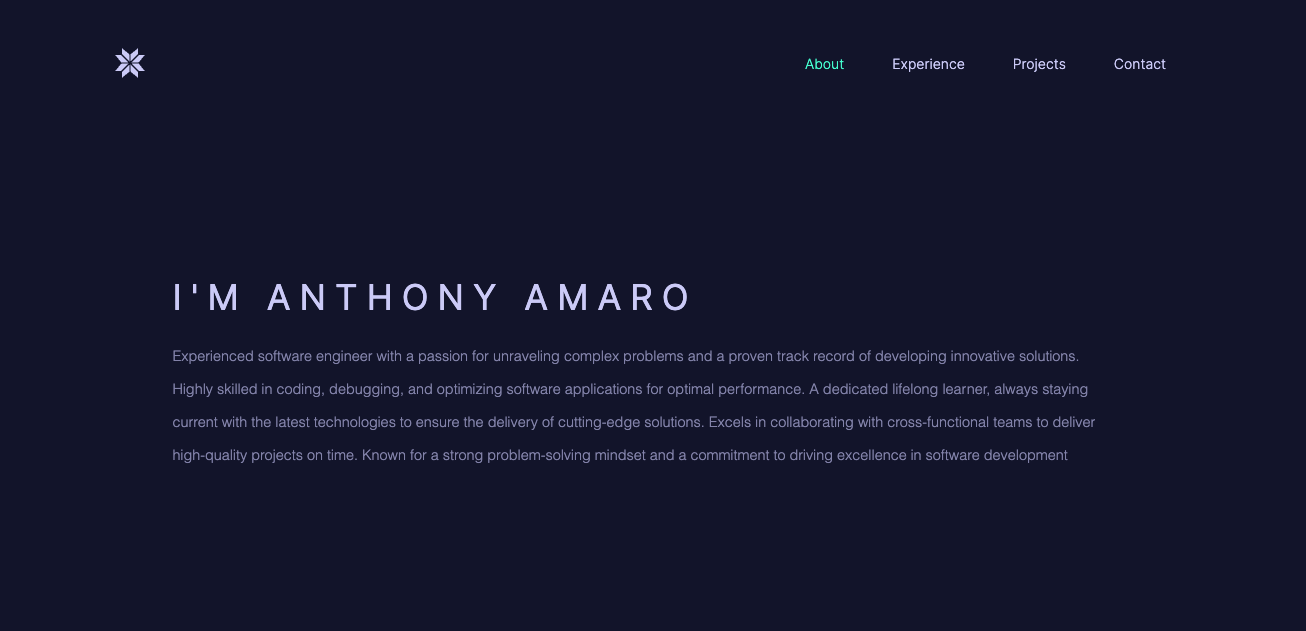 About Experience Projects Contact
I'M ANTHONY AMARO
Experienced software engineer with a passion for unraveling complex problems and a proven track record of developing innovative solutions.
Highly skilled in coding, debugging, and optimizing software applications for optimal performance. A dedicated lifelong learner, always staying
current with the latest technologies to ensure the delivery of cutting-edge solutions. Excels in collaborating with cross-functional teams to deliver
high-quality projects on time. Known for a strong problem-solving mindset and a commitment to driving excellence in software development